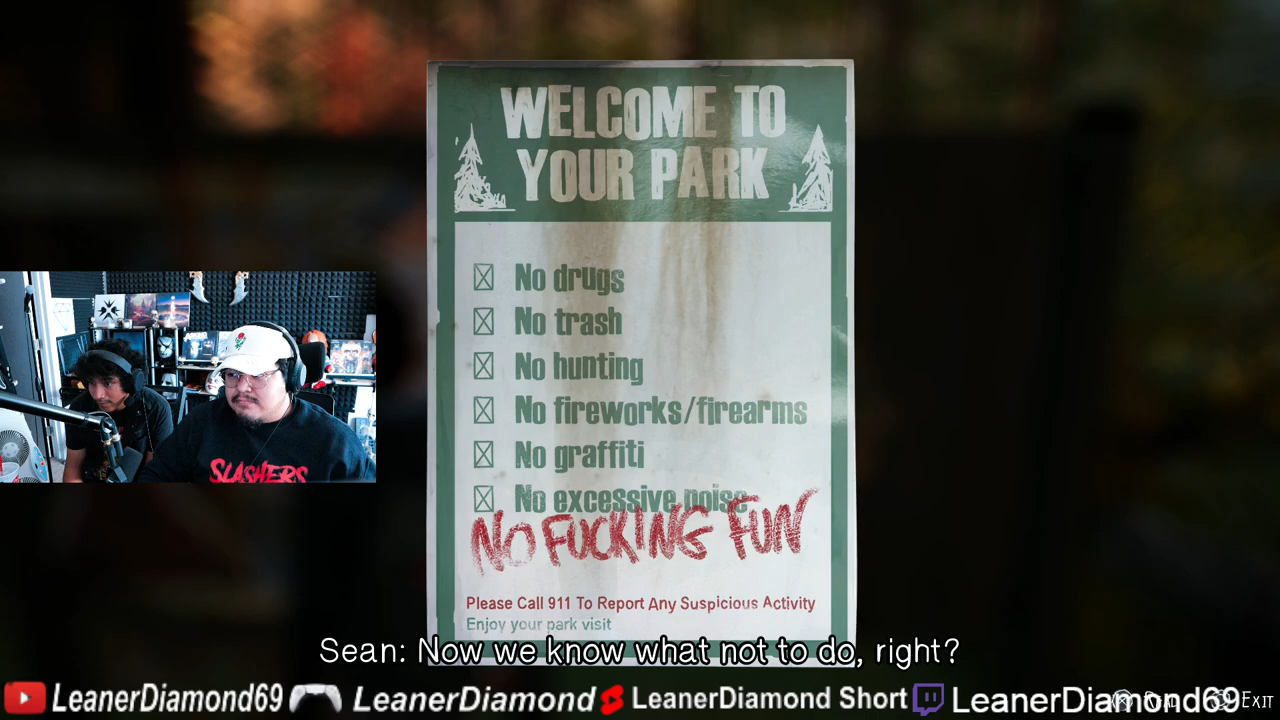 WELCOME TO
YOUR PARK
No drugs
No trash
No hunting
No fireworks/firearms
No graffiti
No excessive noise
NO FUCKING FUN
Please Call 911 To Report Any Suspicious Activity
Enjoy your park visit
SLASHERS
Sean: Now we know what not to do, right?
LeanerDiamond69 LeanerDiamond LeanerDiamond Short LeanerDiamond69
EXIT